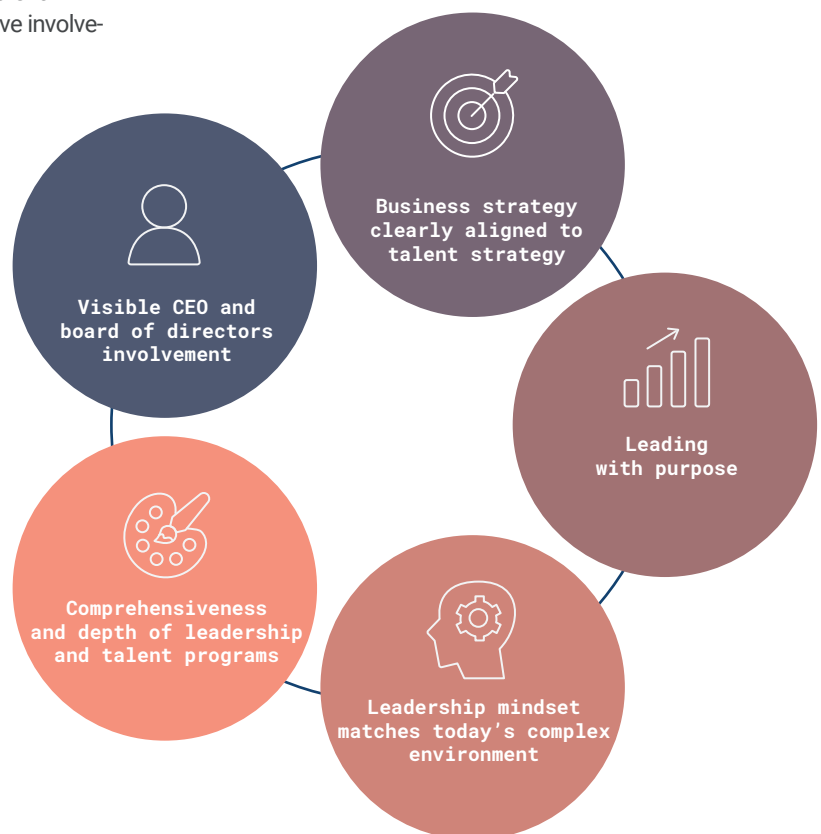 ve involve-
Business strategy
clearly aligned to
talent strategy
Visible CEO and
board of directors
involvement
Leading
with purpose
Comprehensiveness
and depth of leadership
and talent programs
Leadership mindset
matches today’s complex
environment